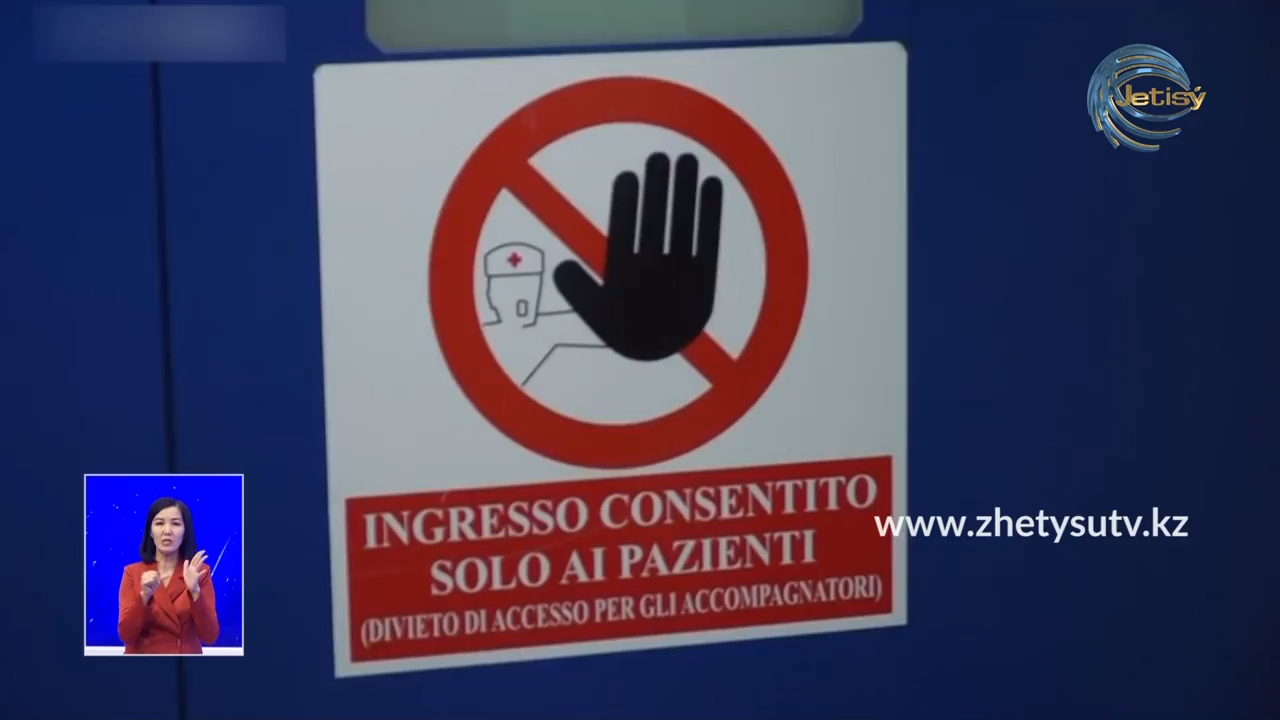 Jetisý
INGRESSO CONSENTITO
SOLO AI PAZIENTI
(DIVIETO DI ACCESSO PER GLI ACCOMPAGNATORI)
www.zhetysutv.kz